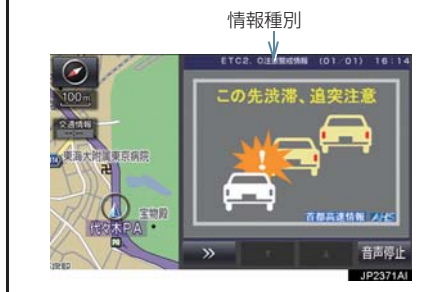 情報種別
ETC2.0注意警戒情報 (01/01) 16:14
この先渋滞、追突注意
100m
交通情報
--:--
東海大附属東京病院
卍
宝物殿
代々木PA
首都高速情報 AHS
音声停止
JP2371AI